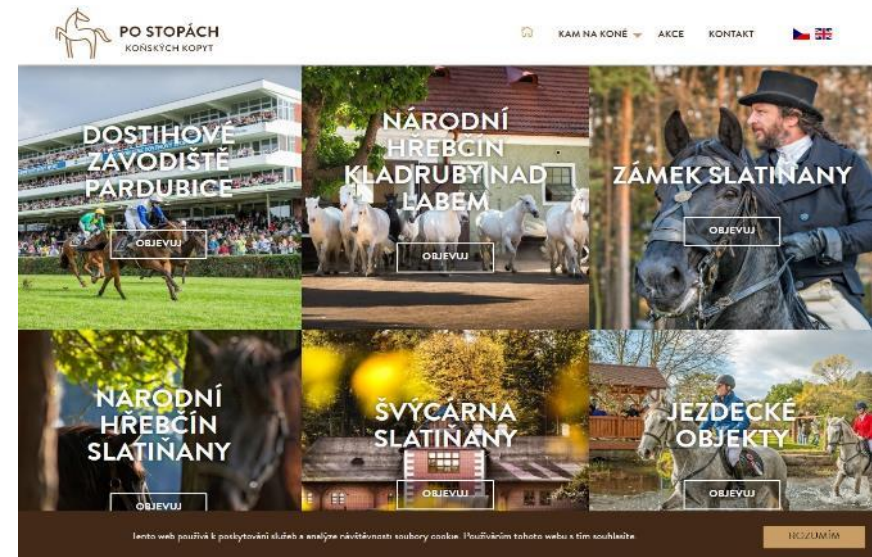 PO STOPÁCH
KOŇSKÝCH KOPYT
KAM NA KONĚ
AKCE
KONTAKT
DOSTIHOVÉ
ZÁVODIŠTĚ
PARDUBICE
OBJEVUJ
NÁRODNÍ
HŘEBČÍN
KLADRUBY NAD
LABEM
OBJEVUJ
ZÁMEK SLATIŇANY
OBJEVUJ
NÁRODNÍ
HŘEBČÍN
SLATIŇANY
OBJEVUJ
ŠVÝCÁRNA
SLATIŇANY
OBJEVUJ
JEZDECKÉ
OBJEKTY
OBJEVUJ
Tento web používá k poskytování služeb a analýze návštěvnosti soubory cookie. Používáním tohoto webu s tím souhlasíte.
ROZUMÍM